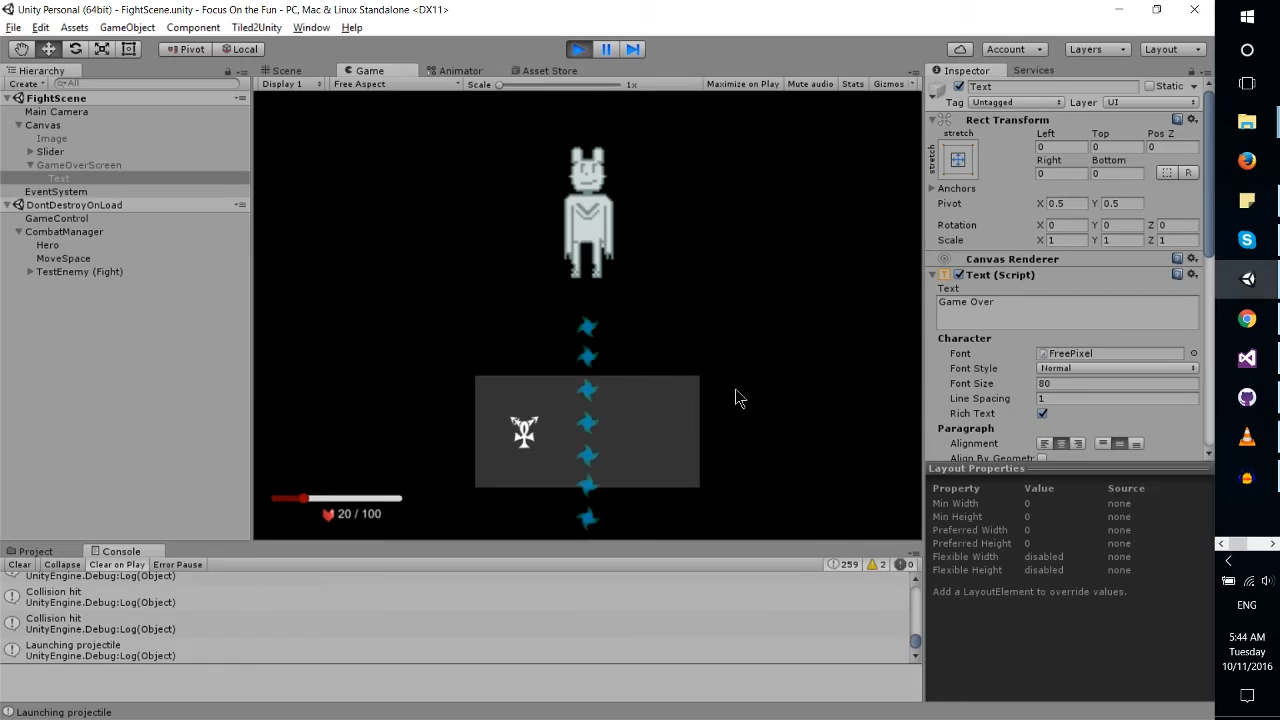 Unity Personal (64bit) - FightScene.unity - Focus On the Fun - PC, Mac & Linux Standalone <DX11>
File Edit Assets GameObject Component Tiled2Unity Window Help
Pivot Local Account Layers Layout
Hierarchy Scene Game Animator Asset Store Inspector Services
Create All Display 1 Free Aspect Scale 1x Maximize on Play Mute audio Stats Gizmos
FightScene
Main Camera
Canvas
Image
Slider
GameOverScreen
Text
EventSystem
DontDestroyOnLoad
GameControl
CombatManager
Hero
MoveSpace
TestEnemy (Fight)
20 / 100
Text Static
Tag Untagged Layer UI
Rect Transform
stretch Left Top Pos Z
stretch 0 0 0
Right Bottom
0 0 R
Anchors
Pivot X 0.5 Y 0.5
Rotation X 0 Y 0 Z 0
Scale X 1 Y 1 Z 1
Canvas Renderer
Text (Script)
Text
Game Over
Character
Font FreePixel
Font Style Normal
Font Size 80
Line Spacing 1
Rich Text
Paragraph
Alignment
Align By Geometr
Layout Properties
Property Value Source
Min Width 0 none
Min Height 0 none
Preferred Width 0 none
Preferred Height 0 none
Flexible Width disabled none
Flexible Height disabled none
Add a LayoutElement to override values.
Project Console
Clear Collapse Clear on Play Error Pause 259 2 0
UnityEngine.Debug:Log(Object)
Collision hit
UnityEngine.Debug:Log(Object)
Collision hit
UnityEngine.Debug:Log(Object)
Launching projectile
UnityEngine.Debug:Log(Object)
Launching projectile
ENG
5:44 AM
Tuesday
10/11/2016